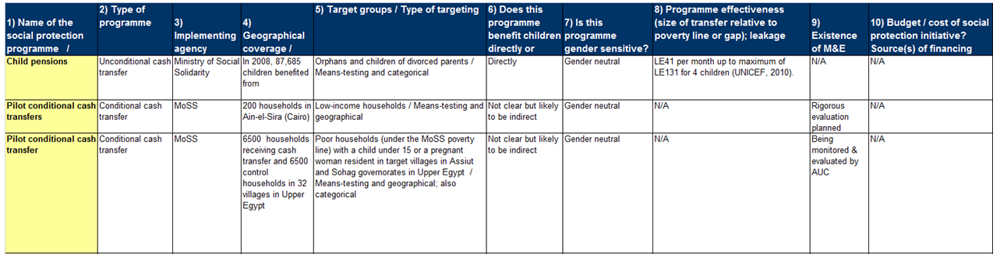 1) Name of the
social protection
programme /
2) Type of
programme
3)
Implementing
agency
4)
Geographical
coverage /
5) Target groups / Type of targeting
6) Does this
programme
benefit children
directly or
7) Is this
programme
gender sensitive?
8) Programme effectiveness
(size of transfer relative to
poverty line or gap); leakage
9)
Existence
of M&E
10) Budget / cost of social
protection initiative?
Source(s) of financing
Child pensions
Unconditional cash
transfer
Ministry of Social
Solidarity
In 2008, 87,685
children benefited
from
Orphans and children of divorced parents /
Means-testing and categorical
Directly
Gender neutral
LE41 per month up to maximum of
LE131 for 4 children (UNICEF, 2010).
N/A
N/A
Pilot conditional cash
transfers
Conditional cash
transfer
MoSS
200 households in
Ain-el-Sira (Cairo)
Low-income households / Means-testing and
geographical
Not clear but likely
to be indirect
Gender neutral
N/A
Rigorous
evaluation
planned
N/A
Pilot conditional cash
transfer
Conditional cash
transfer
MoSS
6500 households
receiving cash
transfer and 6500
control
households in 32
villages in Upper
Egypt
Poor households (under the MoSS poverty
line) with a child under 15 or a pregnant
woman resident in target villages in Assiut
and Sohag governorates in Upper Egypt /
Means-testing and geographical; also
categorical
Not clear but likely
to be indirect
Gender neutral
N/A
Being
monitored &
evaluated by
AUC
N/A